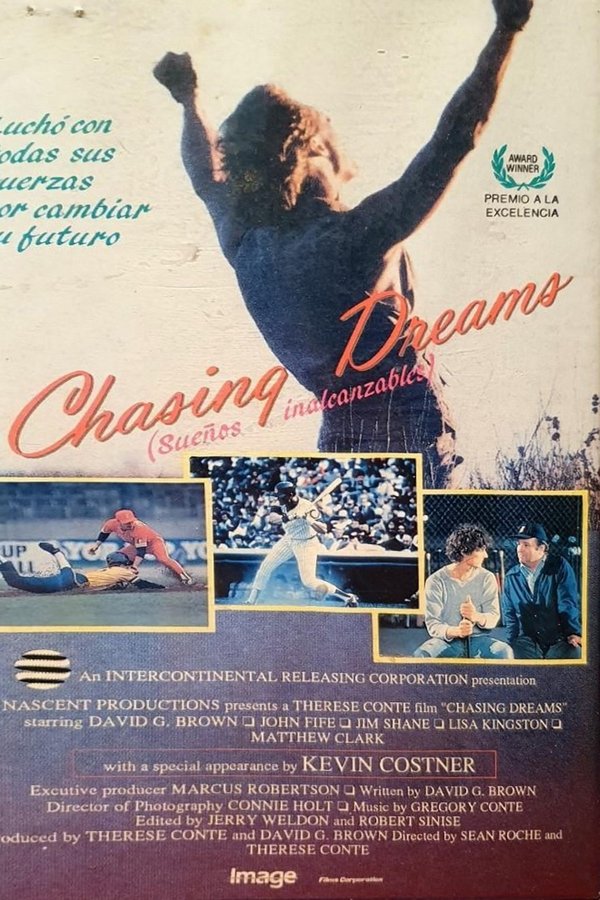 Luchó con
todas sus
fuerzas
por cambiar
su futuro
AWARD
WINNER
PREMIO A LA
EXCELENCIA
Chasing Dreams
(Sueños inalcanzables)
An INTERCONTINENTAL RELEASING CORPORATION presentation
NASCENT PRODUCTIONS presents a THERESE CONTE film "CHASING DREAMS"
starring DAVID G. BROWN ❑ JOHN FIFE ❑ JIM SHANE ❑ LISA KINGSTON ❑
MATTHEW CLARK
with a special appearance by KEVIN COSTNER
Excutive producer MARCUS ROBERTSON ❑ Written by DAVID G. BROWN
Director of Photography CONNIE HOLT ❑ Music by GREGORY CONTE
Edited by JERRY WELDON and ROBERT SINISE
oduced by THERESE CONTE and DAVID G. BROWN Directed by SEAN ROCHE and
THERESE CONTE
Image Films Corporation